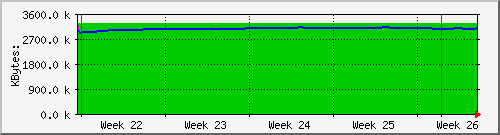 3600.0 k
2700.0 k
1800.0 k
900.0 k
0.0 k
KBytes:
Week 22 Week 23 Week 24 Week 25 Week 26